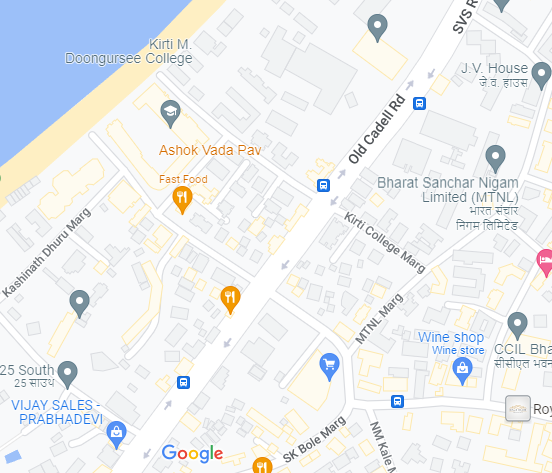 SVS R
Kirti M.
Doongursee College
J.V. House
जे.व. हाउस
Old Cadell Rd
Ashok Vada Pav
Fast Food
Bharat Sanchar Nigam
Limited (MTNL)
भारत संचार
निगम लिमिटेड
Kashinath Dhuru Marg
Kirti College Marg
MTNL Marg
Wine shop
Wine store
CCIL Bha
सीसीएल भवन
25 South
25 साउथ
VIJAY SALES -
PRABHADEVI
Roy
SK Bole Marg
NM Kale M
Google